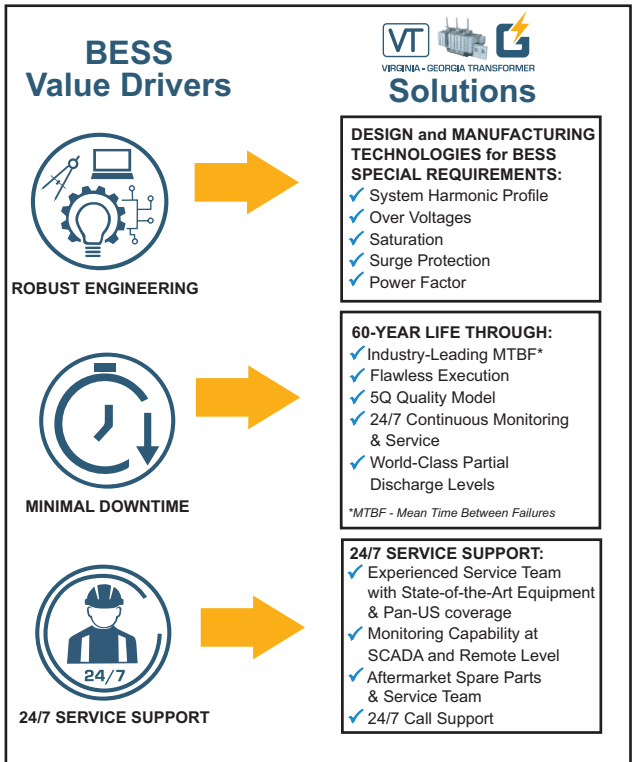 BESS
Value Drivers
VT
VIRGINIA - GEORGIA TRANSFORMER
Solutions
ROBUST ENGINEERING
DESIGN and MANUFACTURING
TECHNOLOGIES for BESS
SPECIAL REQUIREMENTS:
✓ System Harmonic Profile
✓ Over Voltages
✓ Saturation
✓ Surge Protection
✓ Power Factor
MINIMAL DOWNTIME
60-YEAR LIFE THROUGH:
✓ Industry-Leading MTBF*
✓ Flawless Execution
✓ 5Q Quality Model
✓ 24/7 Continuous Monitoring
& Service
✓ World-Class Partial
Discharge Levels
*MTBF - Mean Time Between Failures
24/7
24/7 SERVICE SUPPORT
24/7 SERVICE SUPPORT:
✓ Experienced Service Team
with State-of-the-Art Equipment
& Pan-US coverage
✓ Monitoring Capability at
SCADA and Remote Level
✓ Aftermarket Spare Parts
& Service Team
✓ 24/7 Call Support